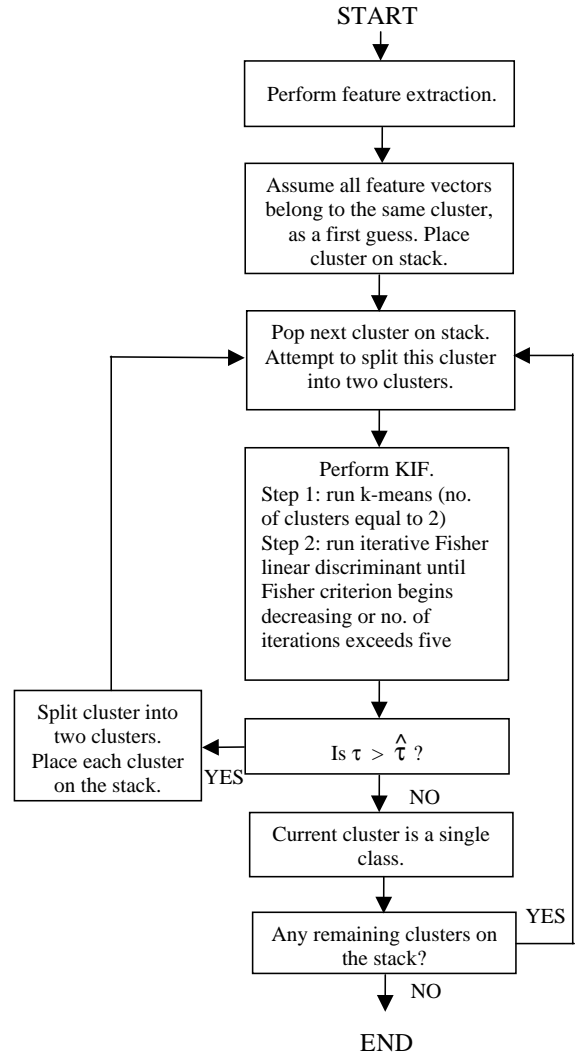 START
Perform feature extraction.
Assume all feature vectors
belong to the same cluster,
as a first guess. Place
cluster on stack.
Pop next cluster on stack.
Attempt to split this cluster
into two clusters.
Perform KIF.
Step 1: run k-means (no.
of clusters equal to 2)
Step 2: run iterative Fisher
linear discriminant until
Fisher criterion begins
decreasing or no. of
iterations exceeds five
Is τ > τ̂ ?
YES
Split cluster into
two clusters.
Place each cluster
on the stack.
NO
Current cluster is a single
class.
Any remaining clusters on
the stack?
YES
NO
END